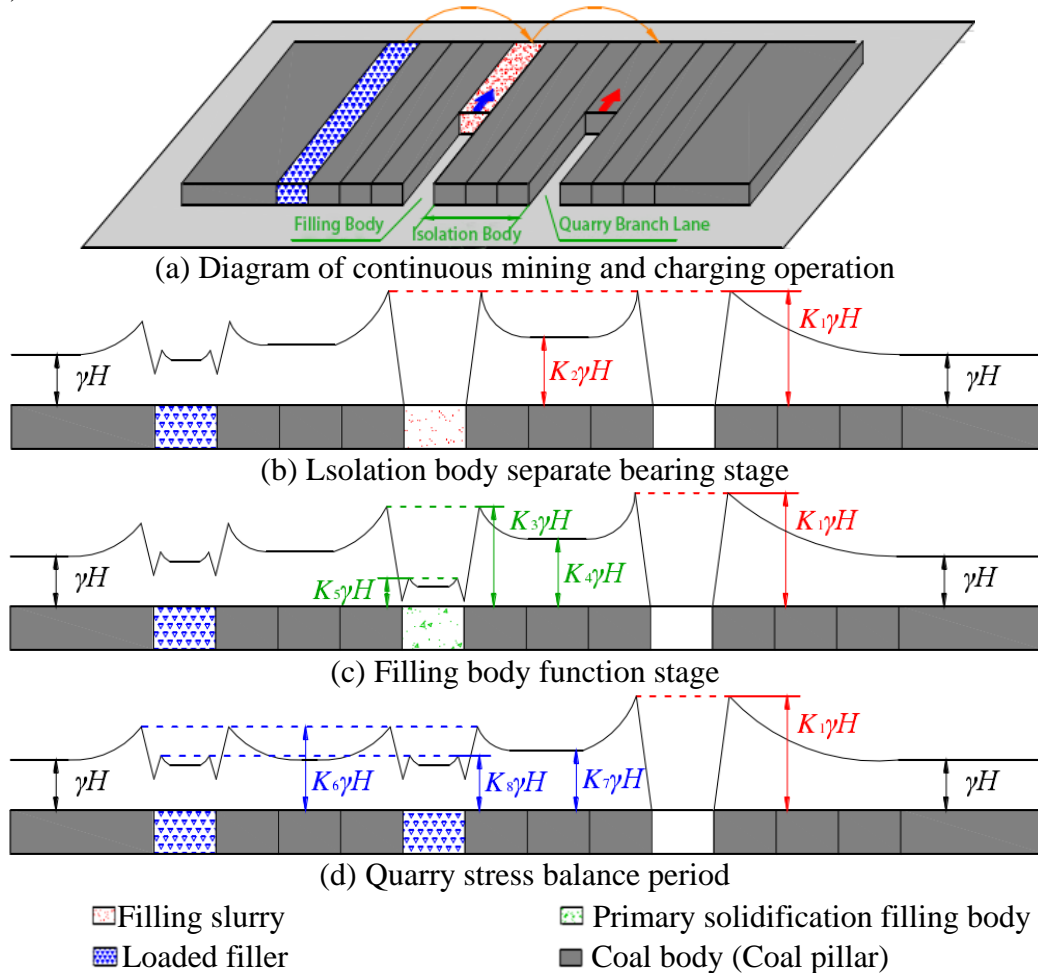 Filling Body
Isolation Body
Quarry Branch Lane
(a) Diagram of continuous mining and charging operation
γH
K₂γH
K₁γH
γH
(b) Lsolation body separate bearing stage
γH
K₅γH
K₃γH
K₄γH
K₁γH
γH
(c) Filling body function stage
γH
K₆γH
K₈γH
K₇γH
K₁γH
γH
(d) Quarry stress balance period
Filling slurry
Primary solidification filling body
Loaded filler
Coal body (Coal pillar)